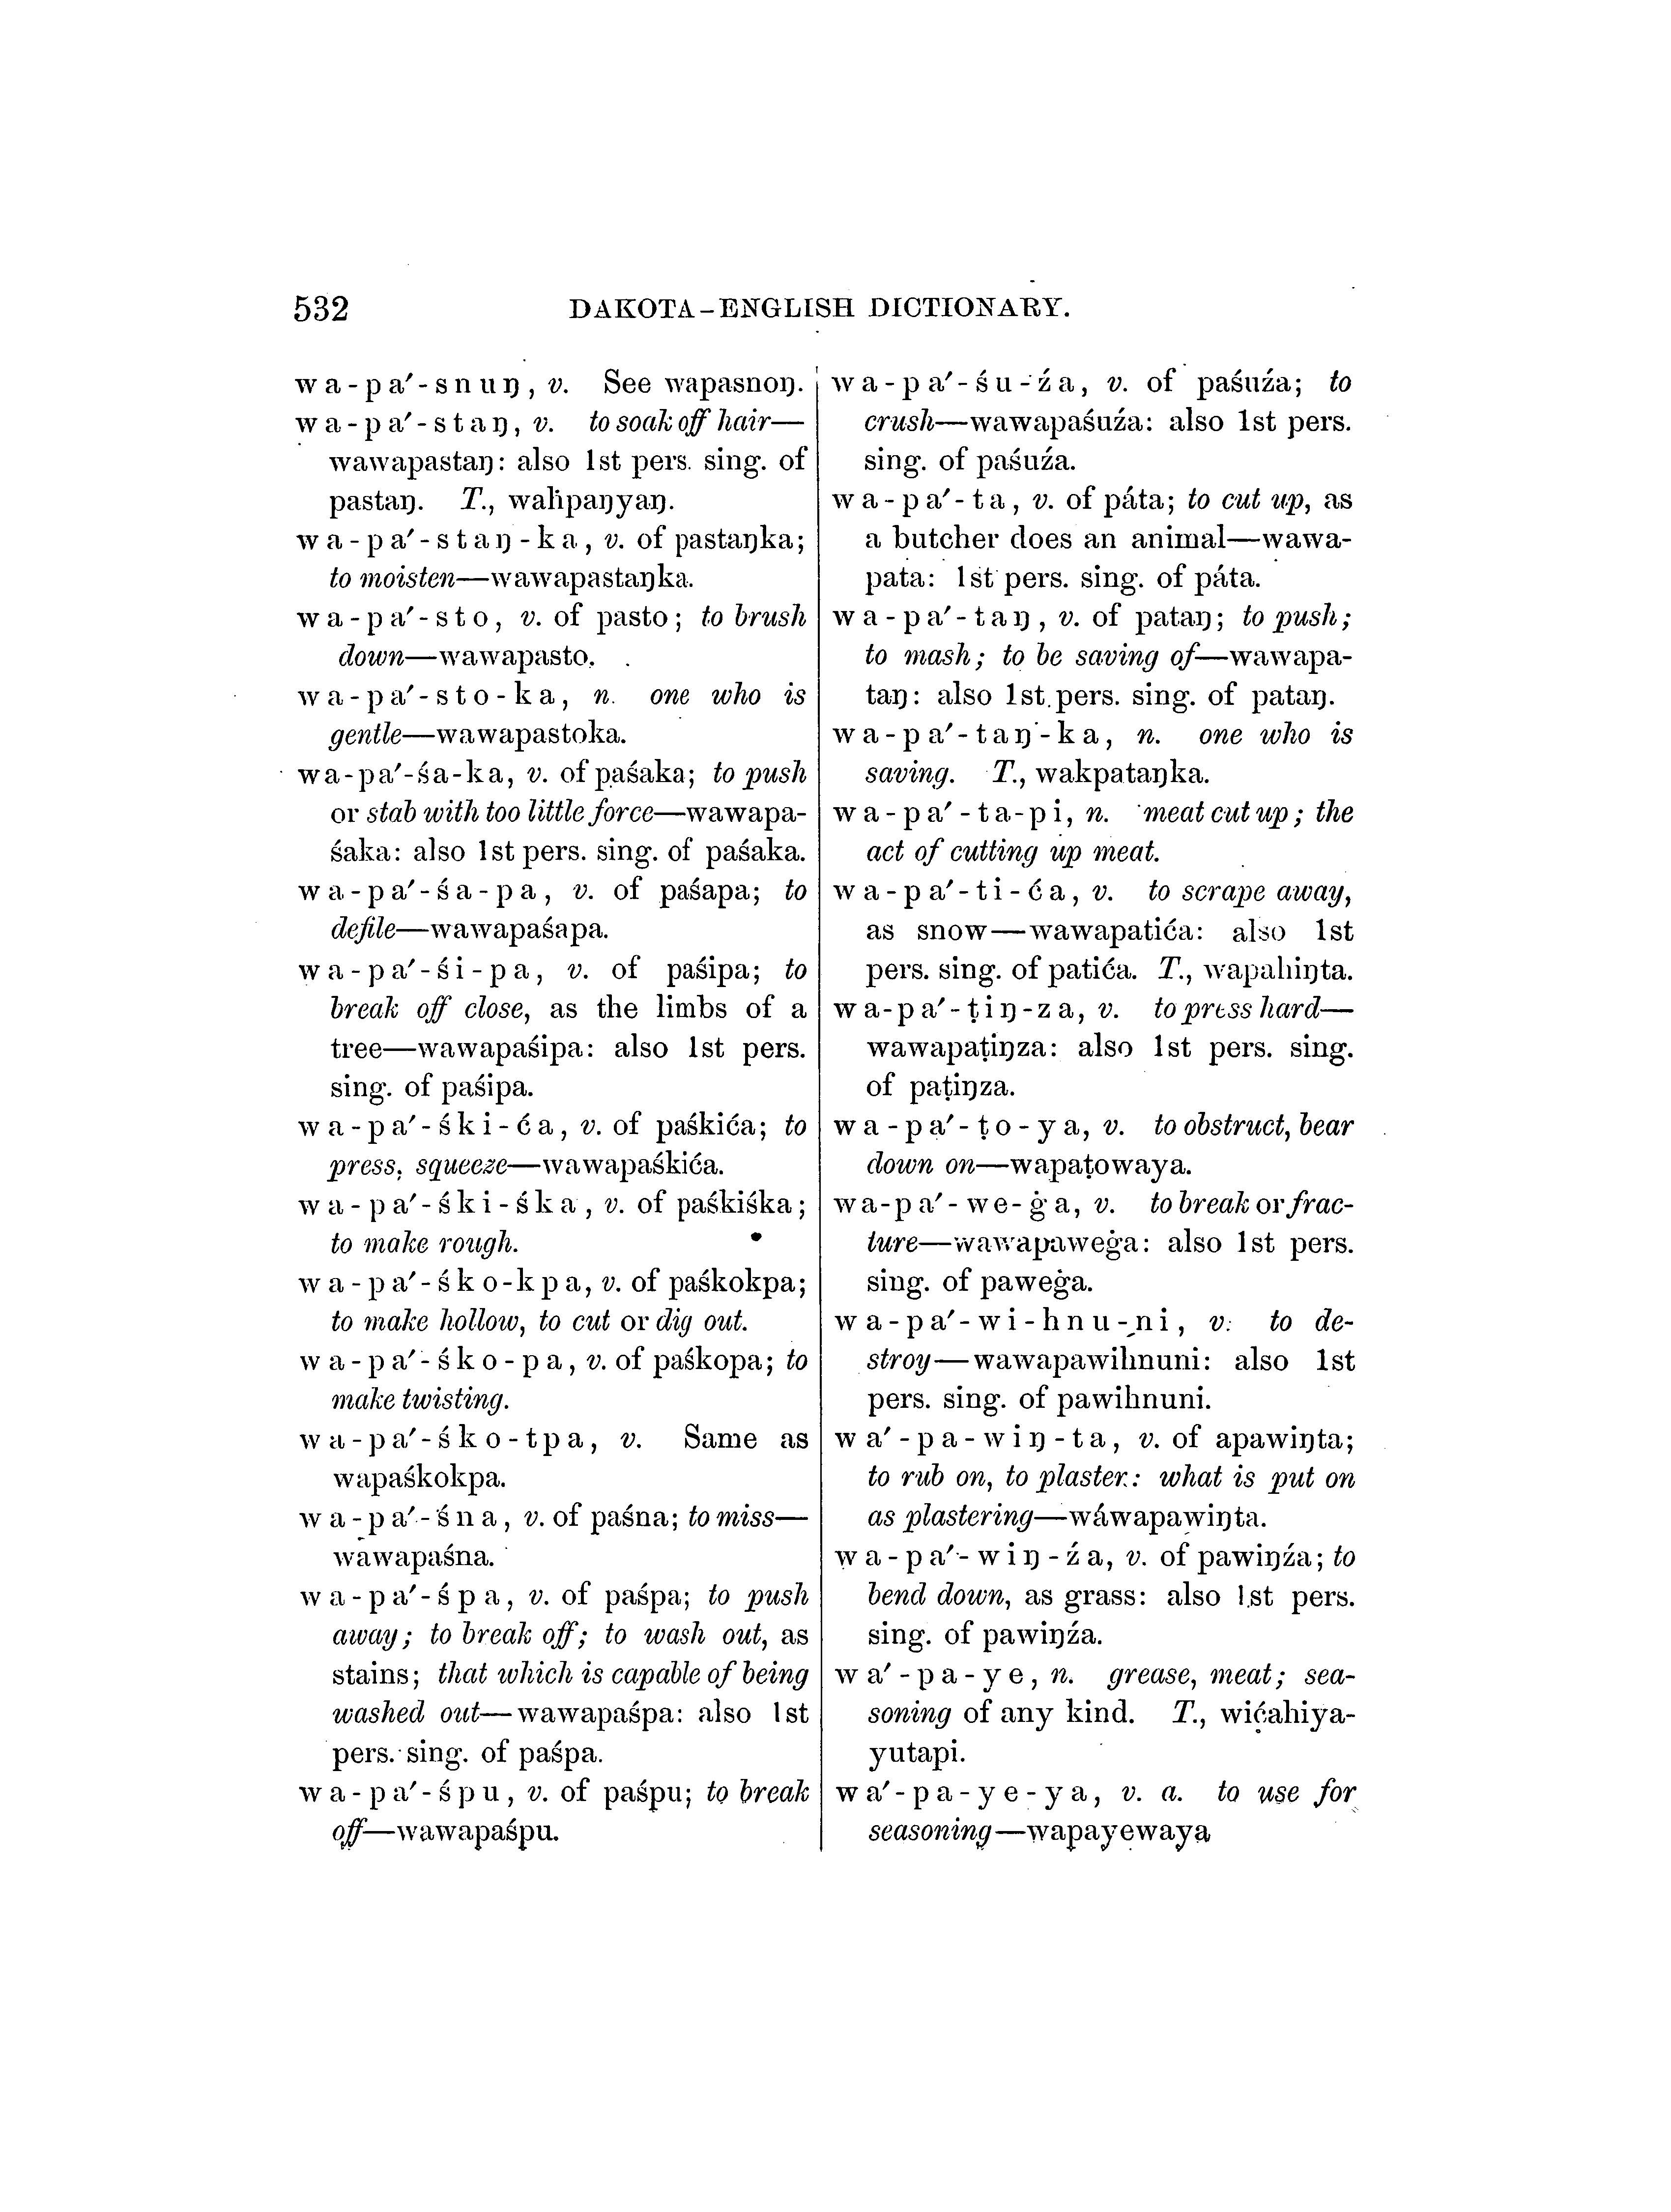 532 DAKOTA-ENGLISH DICTIONARY.
wa-pa′-snuŋ, v. See wapasnoŋ.
wa-pa′-staŋ, v. to soak off hair—
wawapastaŋ: also 1st pers. sing. of
pastaŋ. T., waḣpaŋyaŋ.
wa-pa′-staŋ-ka, v. of pastaŋka;
to moisten—wawapastaŋka.
wa-pa′-sto, v. of pasto; to brush
down—wawapasto.
wa-pa′-sto-ka, n. one who is
gentle—wawapastoka.
wa-pa′-śa-ka, v. of paśaka; to push
or stab with too little force—wawapa-
śaka: also 1st pers. sing. of paśaka.
wa-pa′-śa-pa, v. of paśapa; to
defile—wawapaśapa.
wa-pa′-śi-pa, v. of paśipa; to
break off close, as the limbs of a
tree—wawapaśipa: also 1st pers.
sing. of paśipa.
wa-pa′-śki-ća, v. of paśkića; to
press, squeeze—wawapaśkića.
wa-pa′-śki-śka, v. of paśkiśka;
to make rough.
wa-pa′-śko-kpa, v. of paśkokpa;
to make hollow, to cut or dig out.
wa-pa′-śko-pa, v. of paśkopa; to
make twisting.
wa-pa′-śko-tpa, v. Same as
wapaśkokpa.
wa-pa′-śna, v. of paśna; to miss—
wawapaśna.
wa-pa′-śpa, v. of paśpa; to push
away; to break off; to wash out, as
stains; that which is capable of being
washed out—wawapaśpa: also 1st
pers. sing. of paśpa.
wa-pa′-śpu, v. of paśpu; to break
off—wawapaśpu.
wa-pa′-śu-źa, v. of paśuźa; to
crush—wawapaśuźa: also 1st pers.
sing. of paśuźa.
wa-pa′-ta, v. of páta; to cut up, as
a butcher does an animal—wawa-
pata: 1st pers. sing. of páta.
wa-pa′-taŋ, v. of pataŋ; to push;
to mash; to be saving of—wawapa-
taŋ: also 1st pers. sing. of pataŋ.
wa-pa′-taŋ-ka, n. one who is
saving. T., wakpataŋka.
wa-pa′-ta-pi, n. meat cut up; the
act of cutting up meat.
wa-pa′-ti-ća, v. to scrape away,
as snow—wawapatića: also 1st
pers. sing. of patića. T., wapahiŋta.
wa-pa′-ṭiŋ-za, v. to press hard—
wawapaṭiŋza: also 1st pers. sing.
of paṭiŋza.
wa-pa′-ṭo-ya, v. to obstruct, bear
down on—wapaṭowaya.
wa-pa′-we-ġa, v. to break or frac-
ture—wawapaweġa: also 1st pers.
sing. of paweġa.
wa-pa′-wi-hnu-ni, v. to de-
stroy—wawapawihnuni: also 1st
pers. sing. of pawihnuni.
wa′-pa-wiŋ-ta, v. of apawiŋta;
to rub on, to plaster: what is put on
as plastering—wáwapawiŋta.
wa-pa′-wiŋ-źa, v. of pawiŋźa; to
bend down, as grass: also 1st pers.
sing. of pawiŋźa.
wa′-pa-ye, n. grease, meat; sea-
soning of any kind. T., wićahiya-
yutapi.
wa′-pa-ye-ya, v. a. to use for
seasoning—wapayewaya